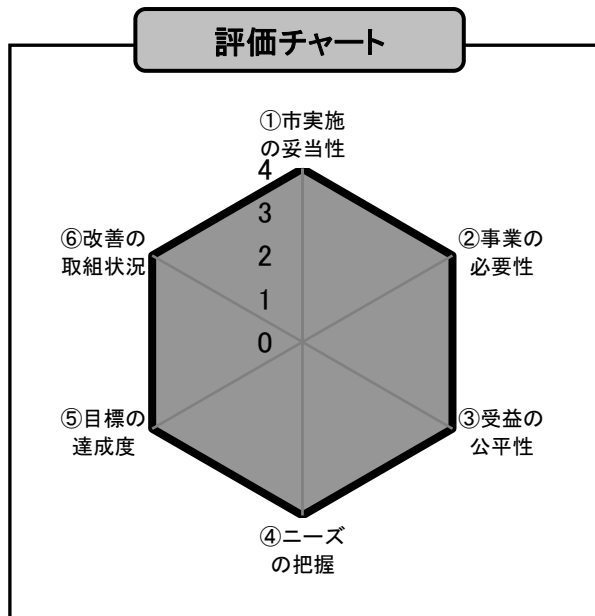 評価チャート
①市実施
の妥当性
4
3
2
1
0
②事業の
必要性
③受益の
公平性
④ニーズ
の把握
⑤目標の
達成度
⑥改善の
取組状況